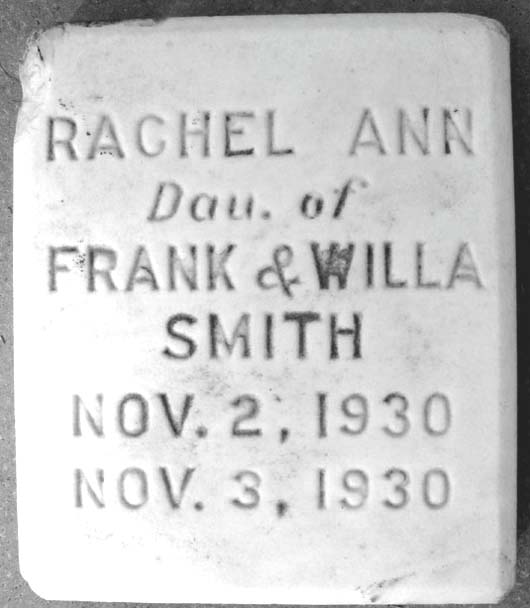 RACHEL ANN
Dau. of
FRANK & WILLA
SMITH
NOV. 2, 1930
NOV. 3, 1930